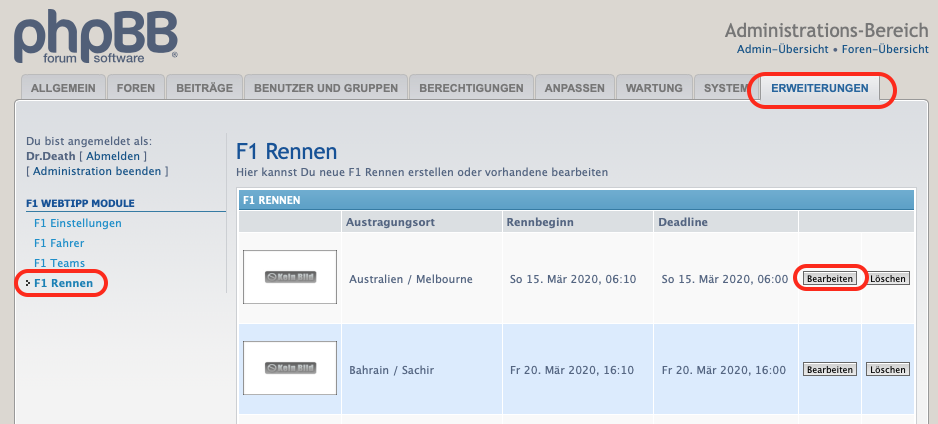 phpBB®
forum software
Administrations-Bereich
Admin-Übersicht • Foren-Übersicht
ALLGEMEIN FOREN BEITRÄGE BENUTZER UND GRUPPEN BERECHTIGUNGEN ANPASSEN WARTUNG SYSTEM ERWEITERUNGEN
Du bist angemeldet als:
Dr.Death [ Abmelden ]
[ Administration beenden ]
F1 WEBTIPP MODULE
F1 Einstellungen
F1 Fahrer
F1 Teams
F1 Rennen
F1 Rennen
Hier kannst Du neue F1 Rennen erstellen oder vorhandene bearbeiten
F1 RENNEN
Austragungsort Rennbeginn Deadline
Kein Bild Australien / Melbourne So 15. Mär 2020, 06:10 So 15. Mär 2020, 06:00 Bearbeiten Löschen
Kein Bild Bahrain / Sachir Fr 20. Mär 2020, 16:10 Fr 20. Mär 2020, 16:00 Bearbeiten Löschen